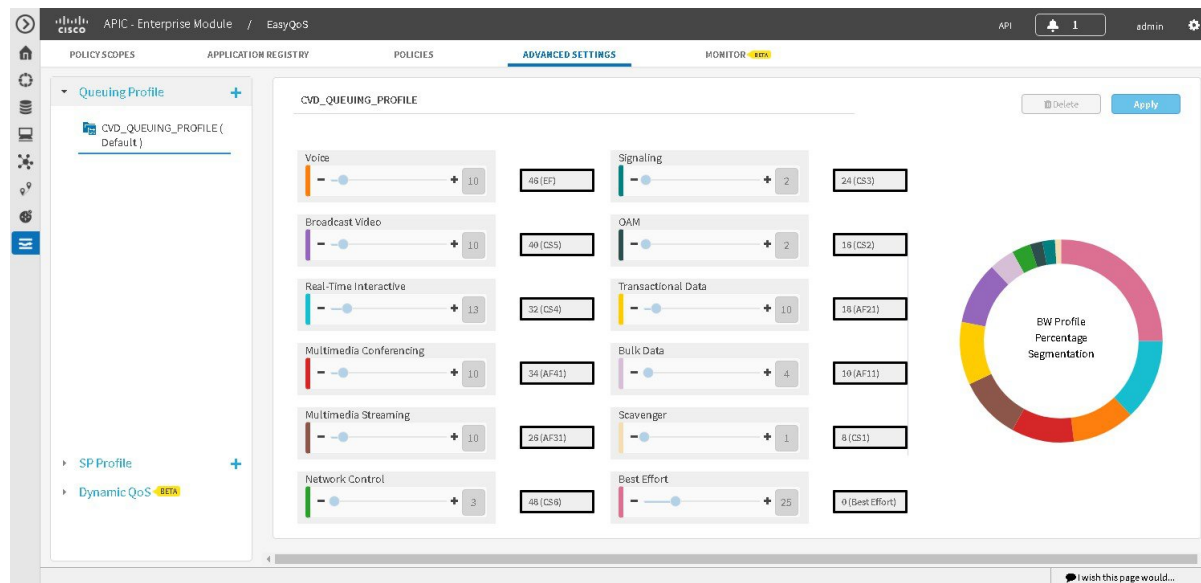 cisco APIC - Enterprise Module / EasyQoS API 1 admin
POLICY SCOPES APPLICATION REGISTRY POLICIES ADVANCED SETTINGS MONITOR BETA
Queuing Profile +
CVD_QUEUING_PROFILE (
Default )
SP Profile +
Dynamic QoS BETA
CVD_QUEUING_PROFILE Delete Apply
Voice
- + 10 46 (EF)
Signaling
- + 2 24 (CS3)
Broadcast Video
- + 10 40 (CS5)
OAM
- + 2 16 (CS2)
Real-Time Interactive
- + 13 32 (CS4)
Transactional Data
- + 10 18 (AF21)
Multimedia Conferencing
- + 10 34 (AF41)
Bulk Data
- + 4 10 (AF11)
Multimedia Streaming
- + 10 26 (AF31)
Scavenger
- + 1 8 (CS1)
Network Control
- + 3 48 (CS6)
Best Effort
- + 25 0 (Best Effort)
BW Profile
Percentage
Segmentation
I wish this page would...